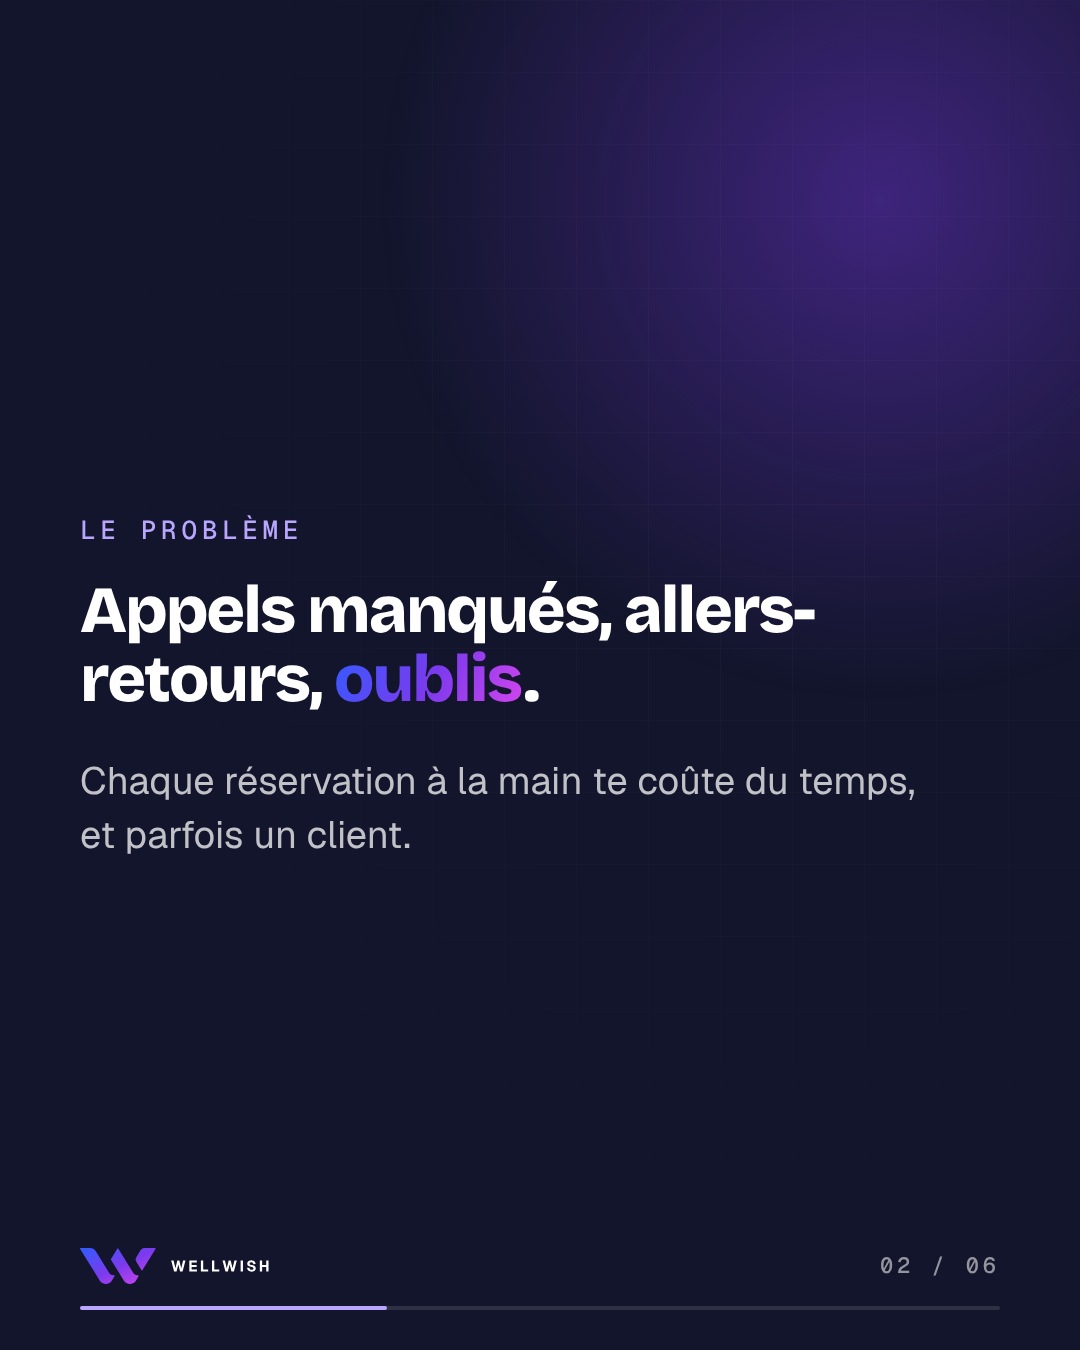 LE PROBLÈME
Appels manqués, allers-
retours, oublis.
Chaque réservation à la main te coûte du temps,
et parfois un client.
WELLWISH
02 / 06